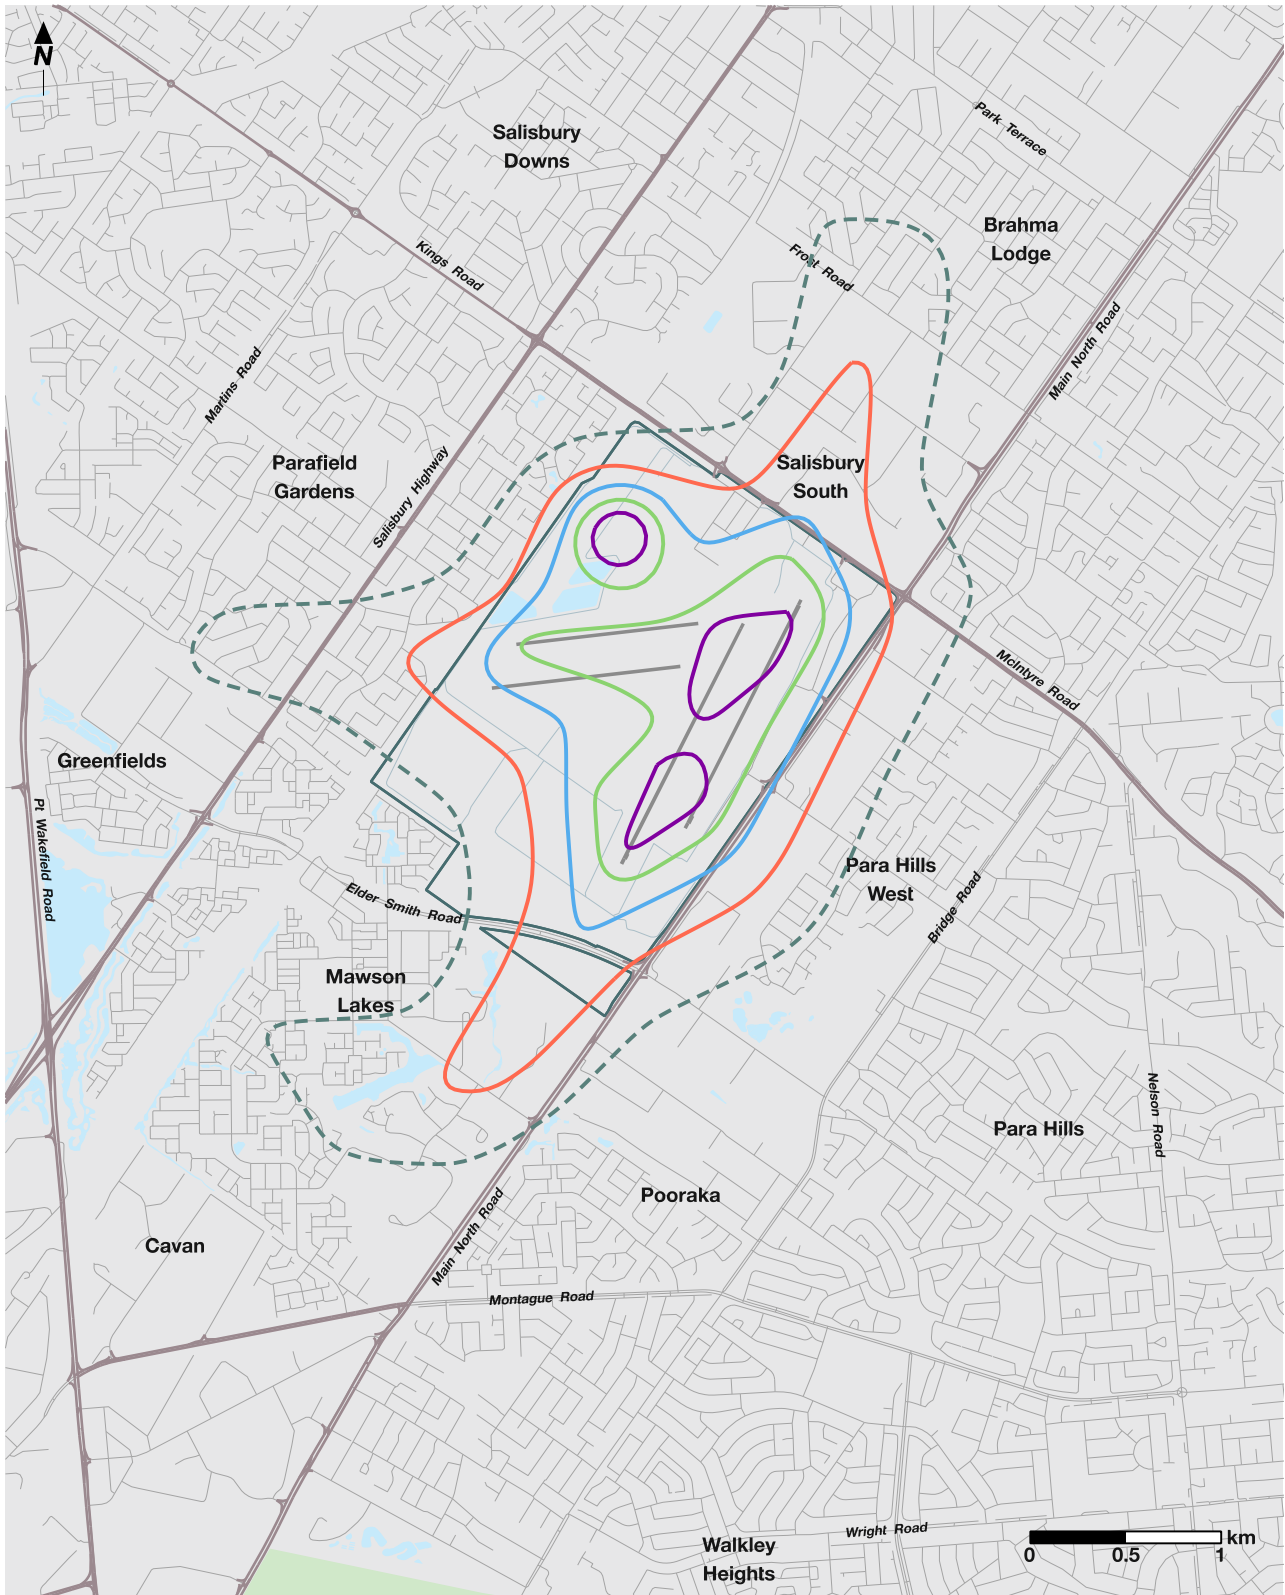 N
Salisbury
Downs
Park Terrace
Brahma
Lodge
Kings Road
Frost Road
Main North Road
Martins Road
Parafield
Gardens
Salisbury Highway
Salisbury
South
McIntyre Road
Greenfields
Pt Wakefield Road
Elder Smith Road
Para Hills
West
Bridge Road
Mawson
Lakes
Nelson Road
Para Hills
Pooraka
Main North Road
Cavan
Montague Road
Wright Road
Walkley
Heights
km
0 0.5 1